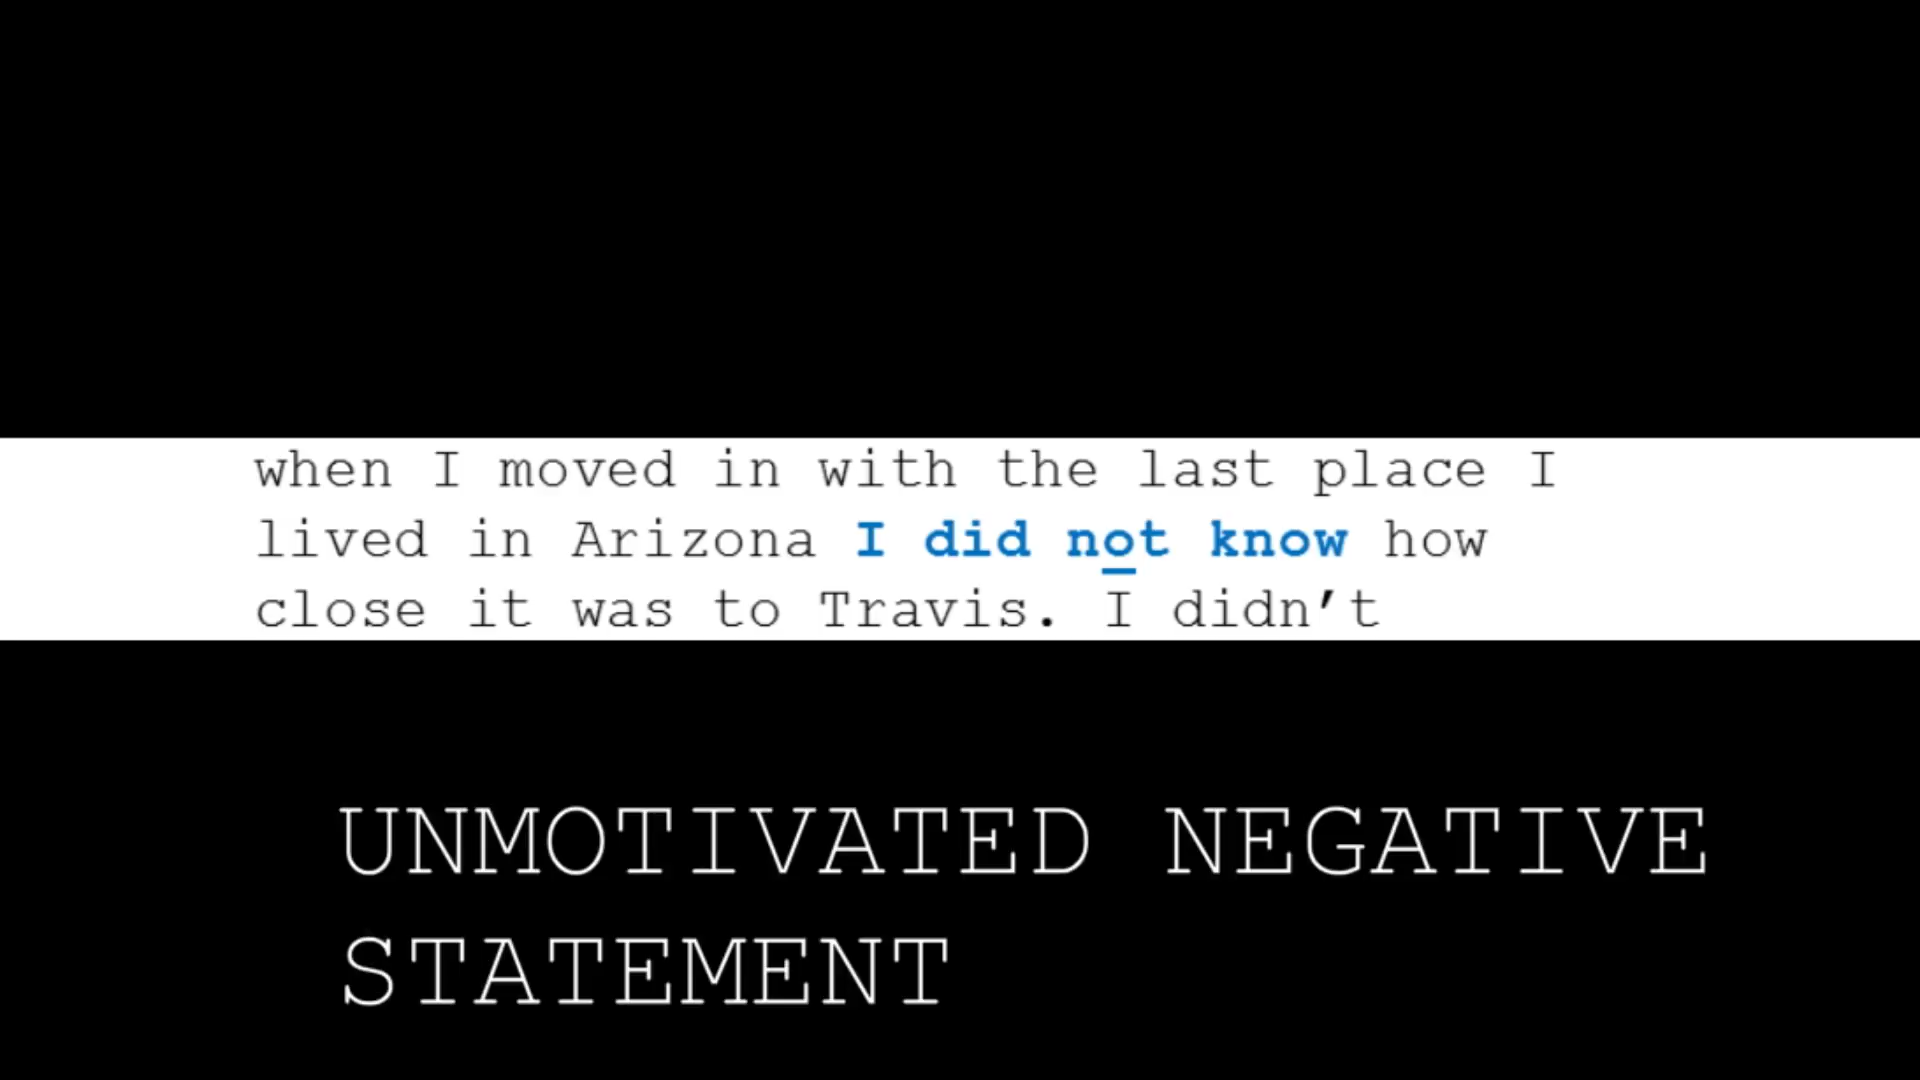 when I moved in with the last place I
lived in Arizona I did not know how
close it was to Travis. I didn’t
UNMOTIVATED NEGATIVE
STATEMENT